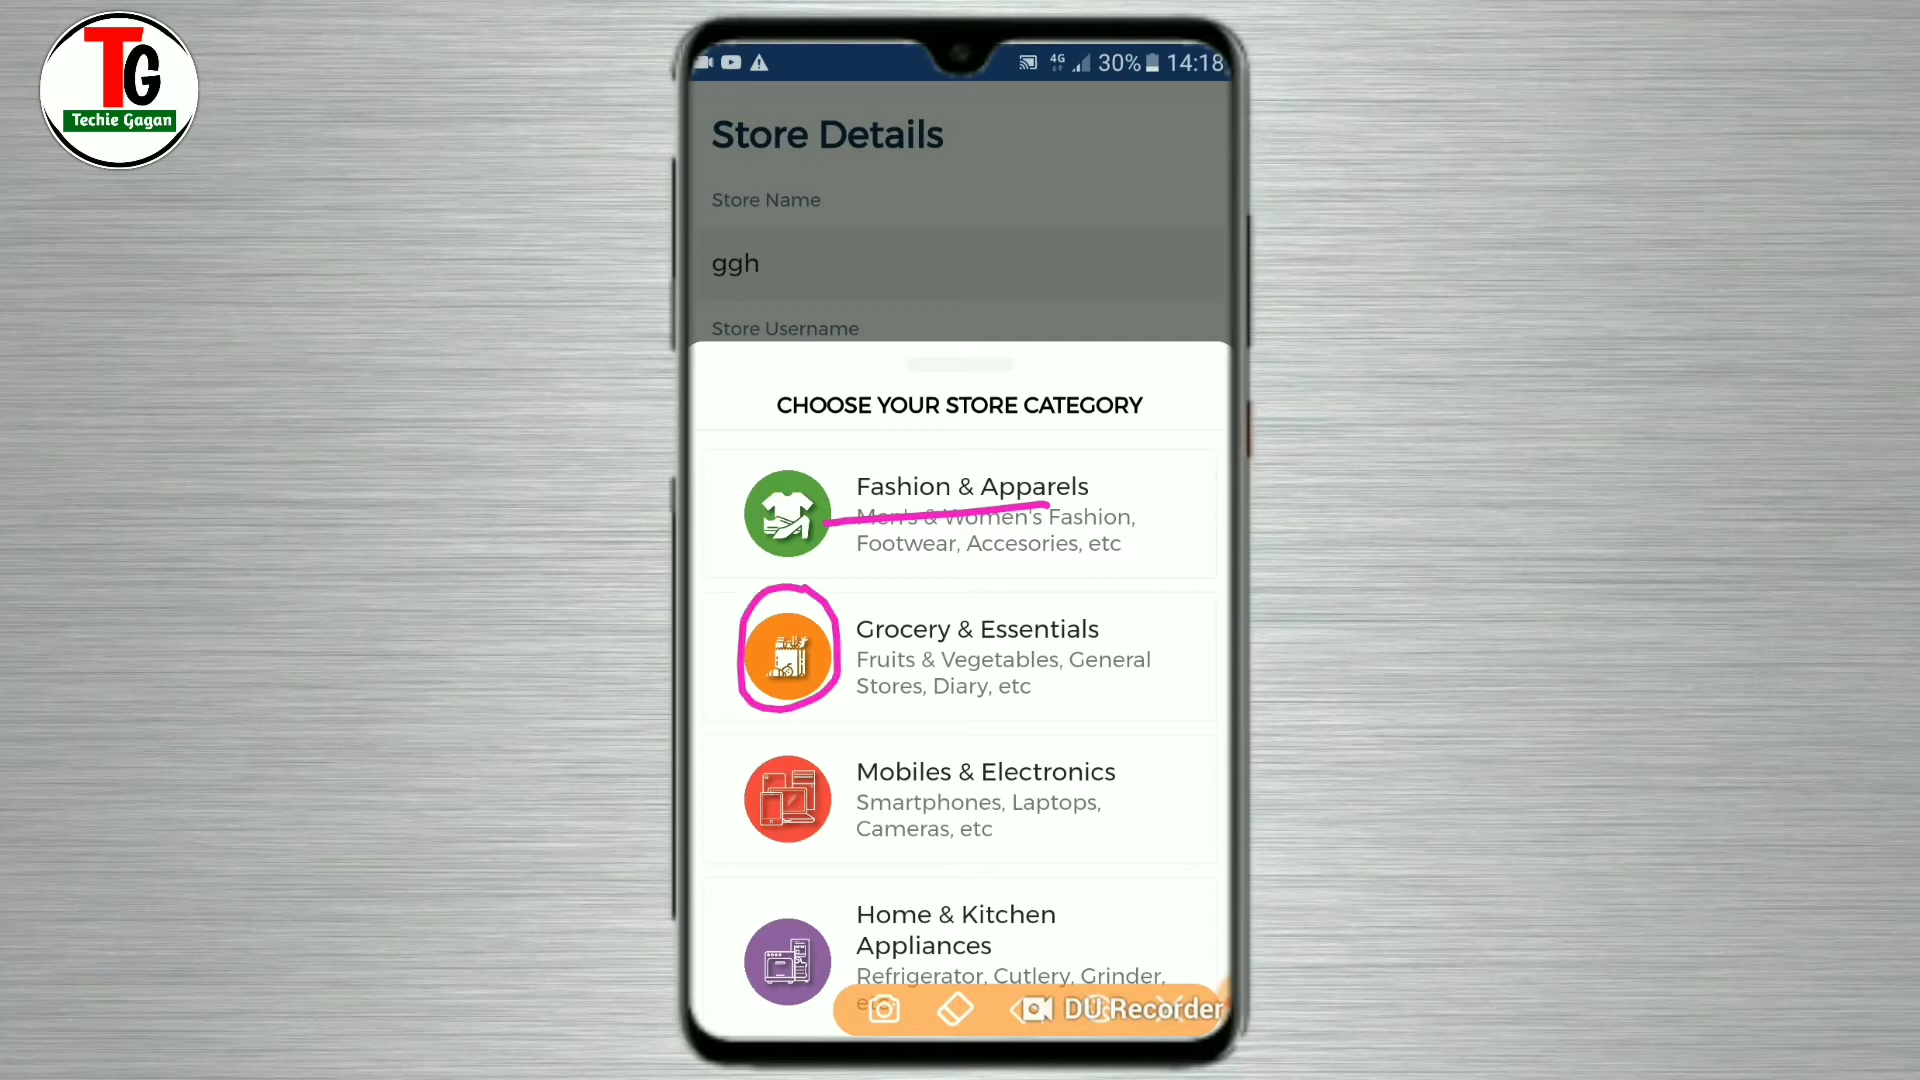 TG
Techie Gagan
4G 30% 14:18
Store Details
Store Name
ggh
Store Username
CHOOSE YOUR STORE CATEGORY
Fashion & Apparels
Men's & Women's Fashion,
Footwear, Accesories, etc
Grocery & Essentials
Fruits & Vegetables, General
Stores, Diary, etc
Mobiles & Electronics
Smartphones, Laptops,
Cameras, etc
Home & Kitchen
Appliances
Refrigerator, Cutlery, Grinder,
DU Recorder